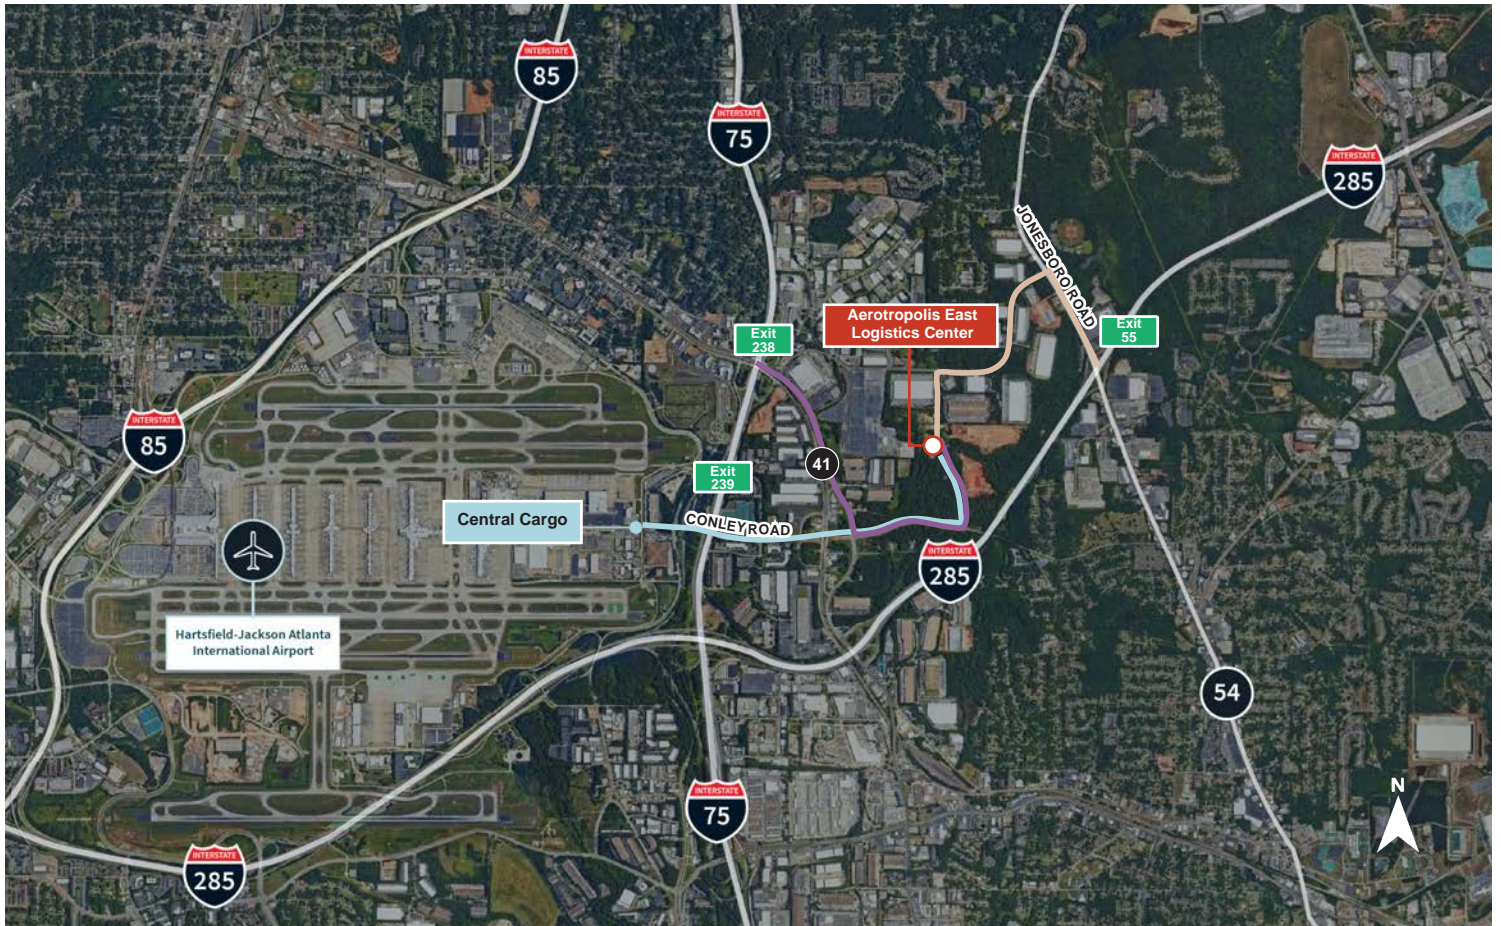 INTERSTATE
85
INTERSTATE
75
INTERSTATE
285
JONESBORO ROAD
Aerotropolis East
Logistics Center
Exit
55
Exit
238
INTERSTATE
85
41
Exit
239
Central Cargo
CONLEY ROAD
INTERSTATE
285
Hartsfield-Jackson Atlanta
International Airport
54
INTERSTATE
75
N
INTERSTATE
285